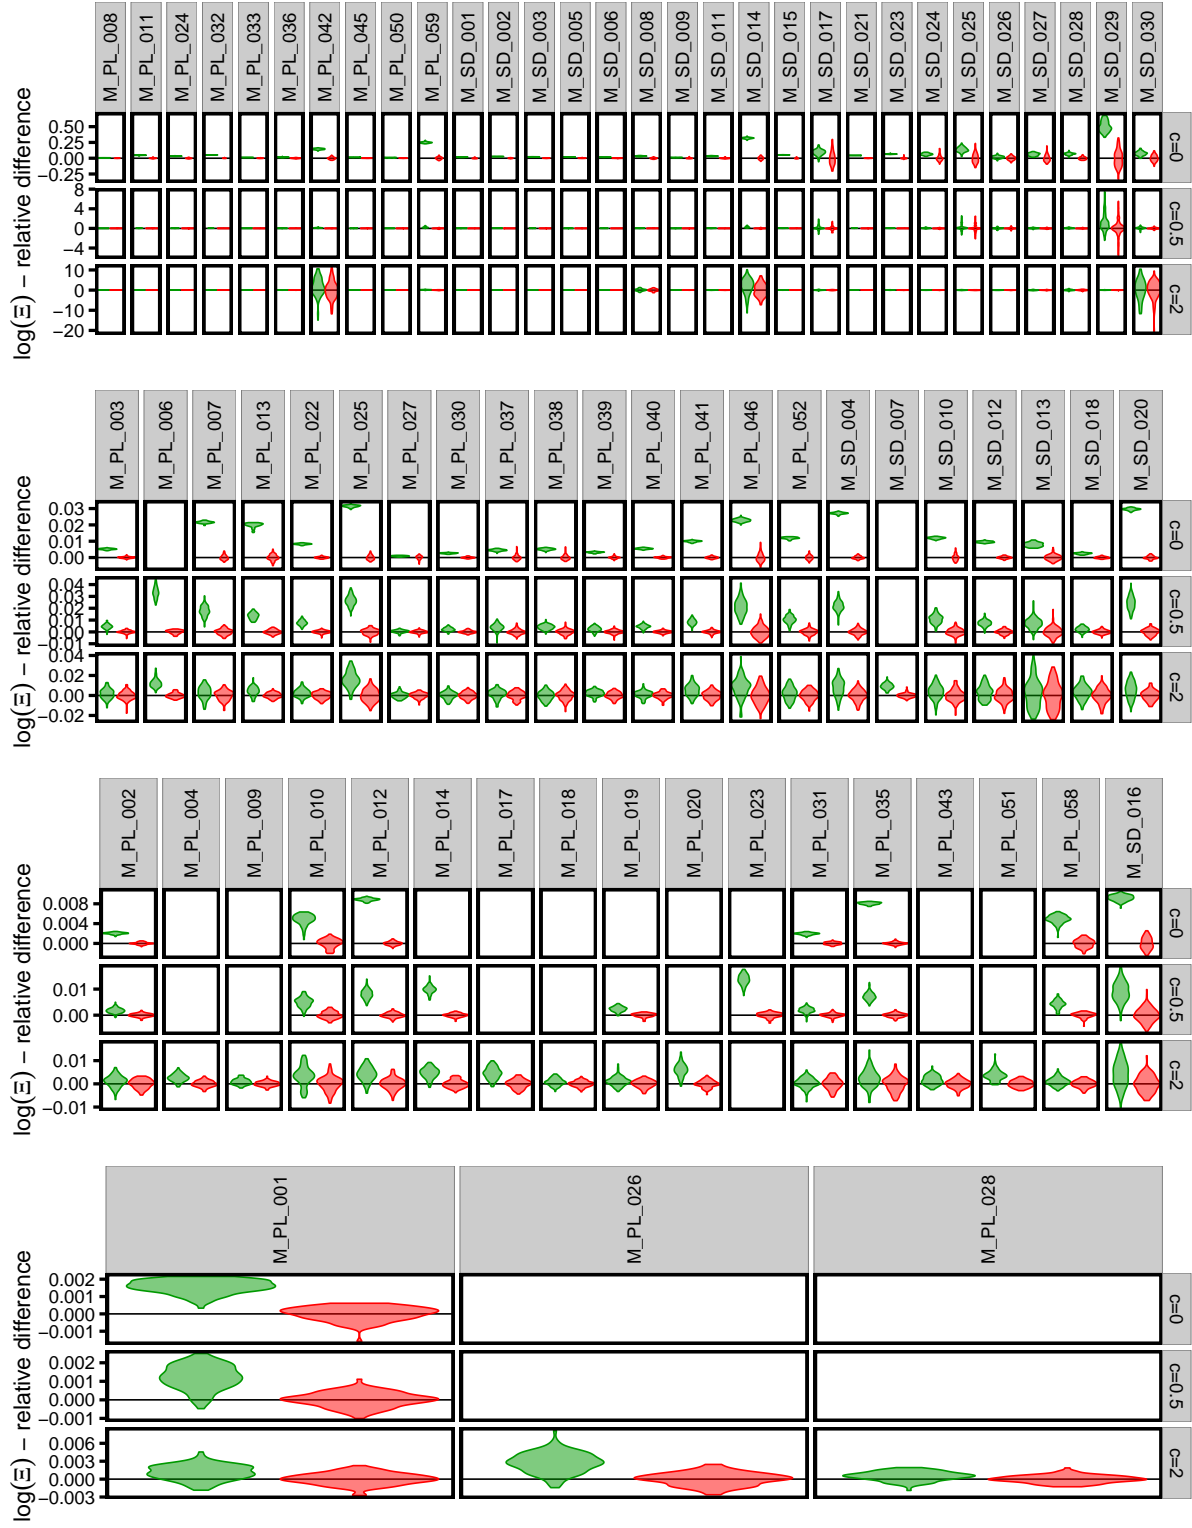 M_PL_008 M_PL_011 M_PL_024 M_PL_032 M_PL_033 M_PL_036 M_PL_042 M_PL_045 M_PL_050 M_PL_059 M_SD_001 M_SD_002 M_SD_003 M_SD_005 M_SD_006 M_SD_008 M_SD_009 M_SD_011 M_SD_014 M_SD_015 M_SD_017 M_SD_021 M_SD_023 M_SD_024 M_SD_025 M_SD_026 M_SD_027 M_SD_028 M_SD_029 M_SD_030
log(Ξ) − relative difference
0.50
0.25
0.00
−0.25
c=0
8
4
0
−4
c=0.5
10
0
−10
−20
c=2
M_PL_003 M_PL_006 M_PL_007 M_PL_013 M_PL_022 M_PL_025 M_PL_027 M_PL_030 M_PL_037 M_PL_038 M_PL_039 M_PL_040 M_PL_041 M_PL_046 M_PL_052 M_SD_004 M_SD_007 M_SD_010 M_SD_012 M_SD_013 M_SD_018 M_SD_020
log(Ξ) − relative difference
0.03
0.02
0.01
0.00
c=0
0.04
0.03
0.02
0.01
0.00
−0.01
c=0.5
0.04
0.02
0.00
−0.02
c=2
M_PL_002 M_PL_004 M_PL_009 M_PL_010 M_PL_012 M_PL_014 M_PL_017 M_PL_018 M_PL_019 M_PL_020 M_PL_023 M_PL_031 M_PL_035 M_PL_043 M_PL_051 M_PL_058 M_SD_016
log(Ξ) − relative difference
0.008
0.004
0.000
c=0
0.01
0.00
c=0.5
0.01
0.00
−0.01
c=2
M_PL_001 M_PL_026 M_PL_028
log(Ξ) − relative difference
0.002
0.001
0.000
−0.001
c=0
0.002
0.001
0.000
−0.001
c=0.5
0.006
0.003
0.000
−0.003
c=2